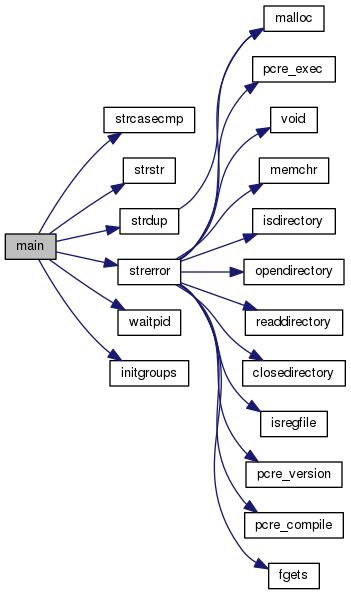 main
strcasecmp
strstr
strdup
strerror
waitpid
initgroups
malloc
pcre_exec
void
memchr
isdirectory
opendirectory
readdirectory
closedirectory
isregfile
pcre_version
pcre_compile
fgets